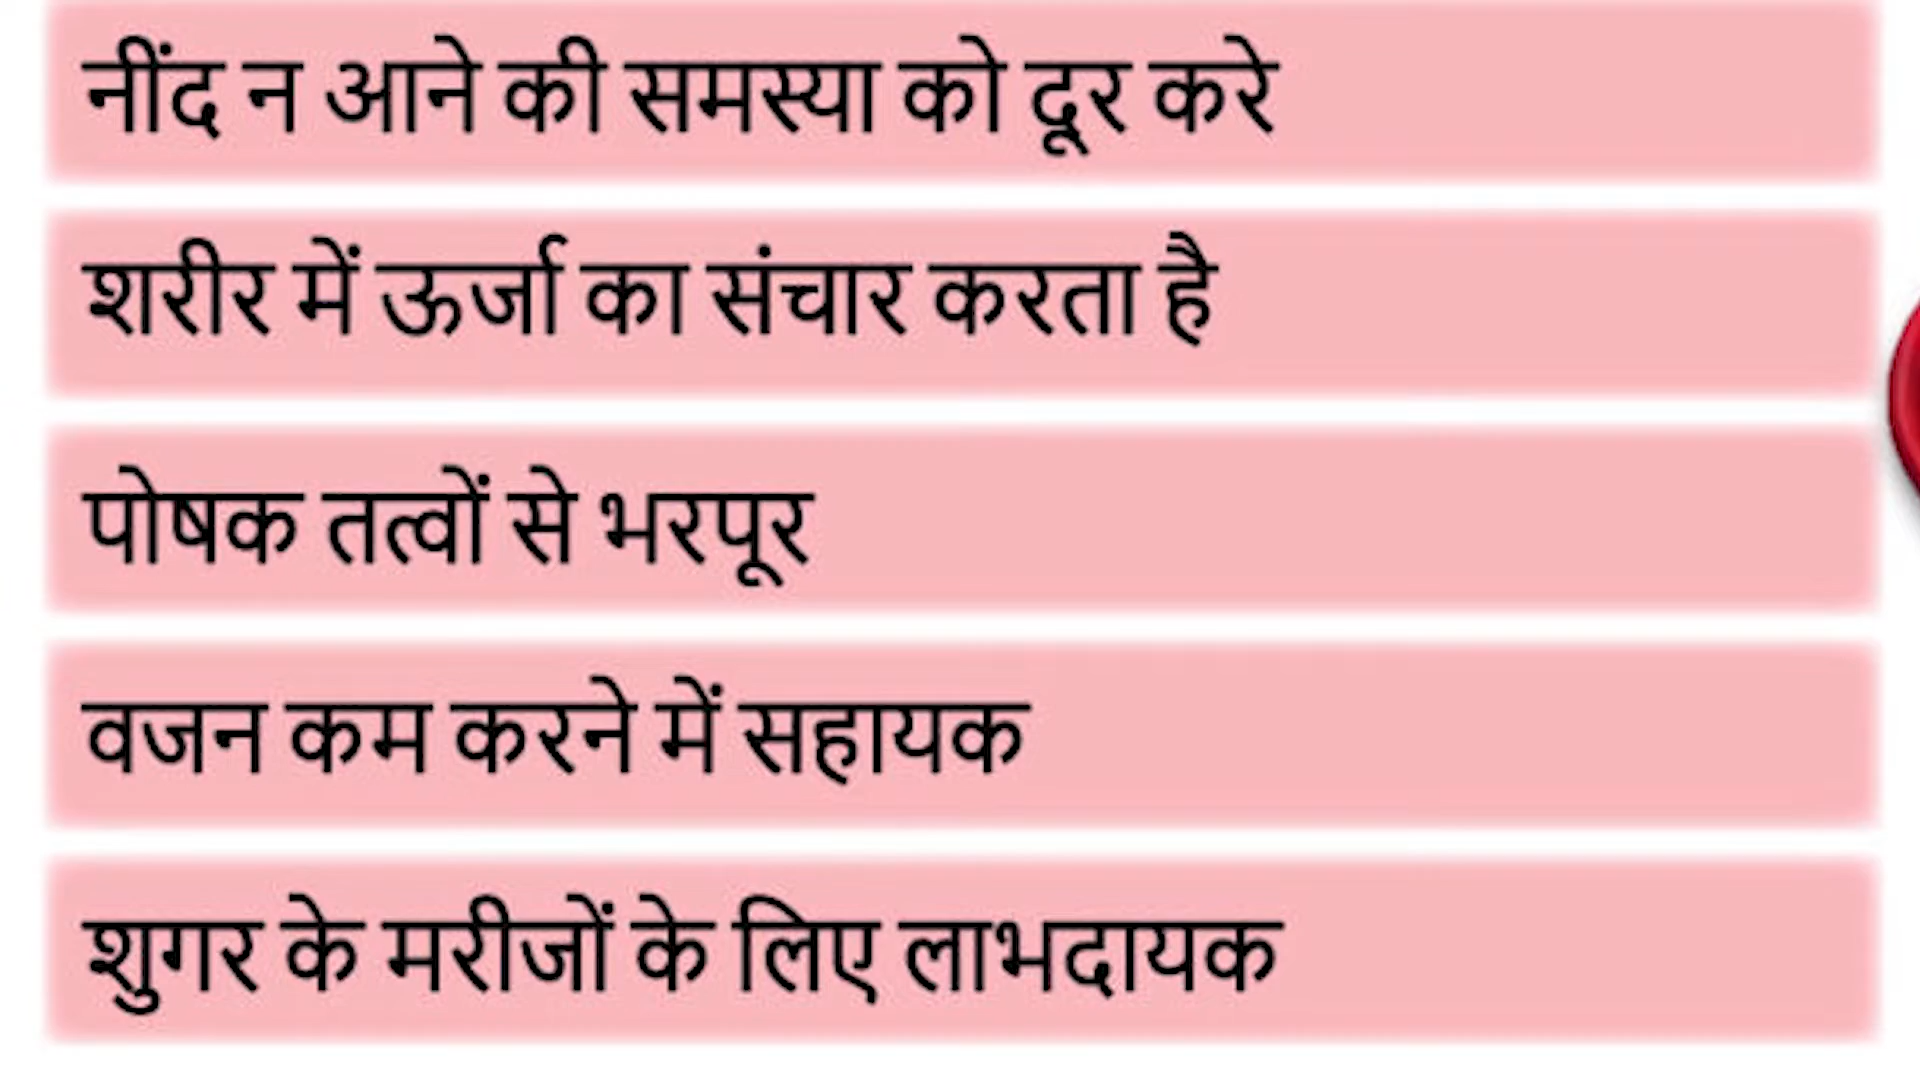 नींद न आने की समस्या को दूर करे
शरीर में ऊर्जा का संचार करता है
पोषक तत्वों से भरपूर
वजन कम करने में सहायक
शुगर के मरीजों के लिए लाभदायक